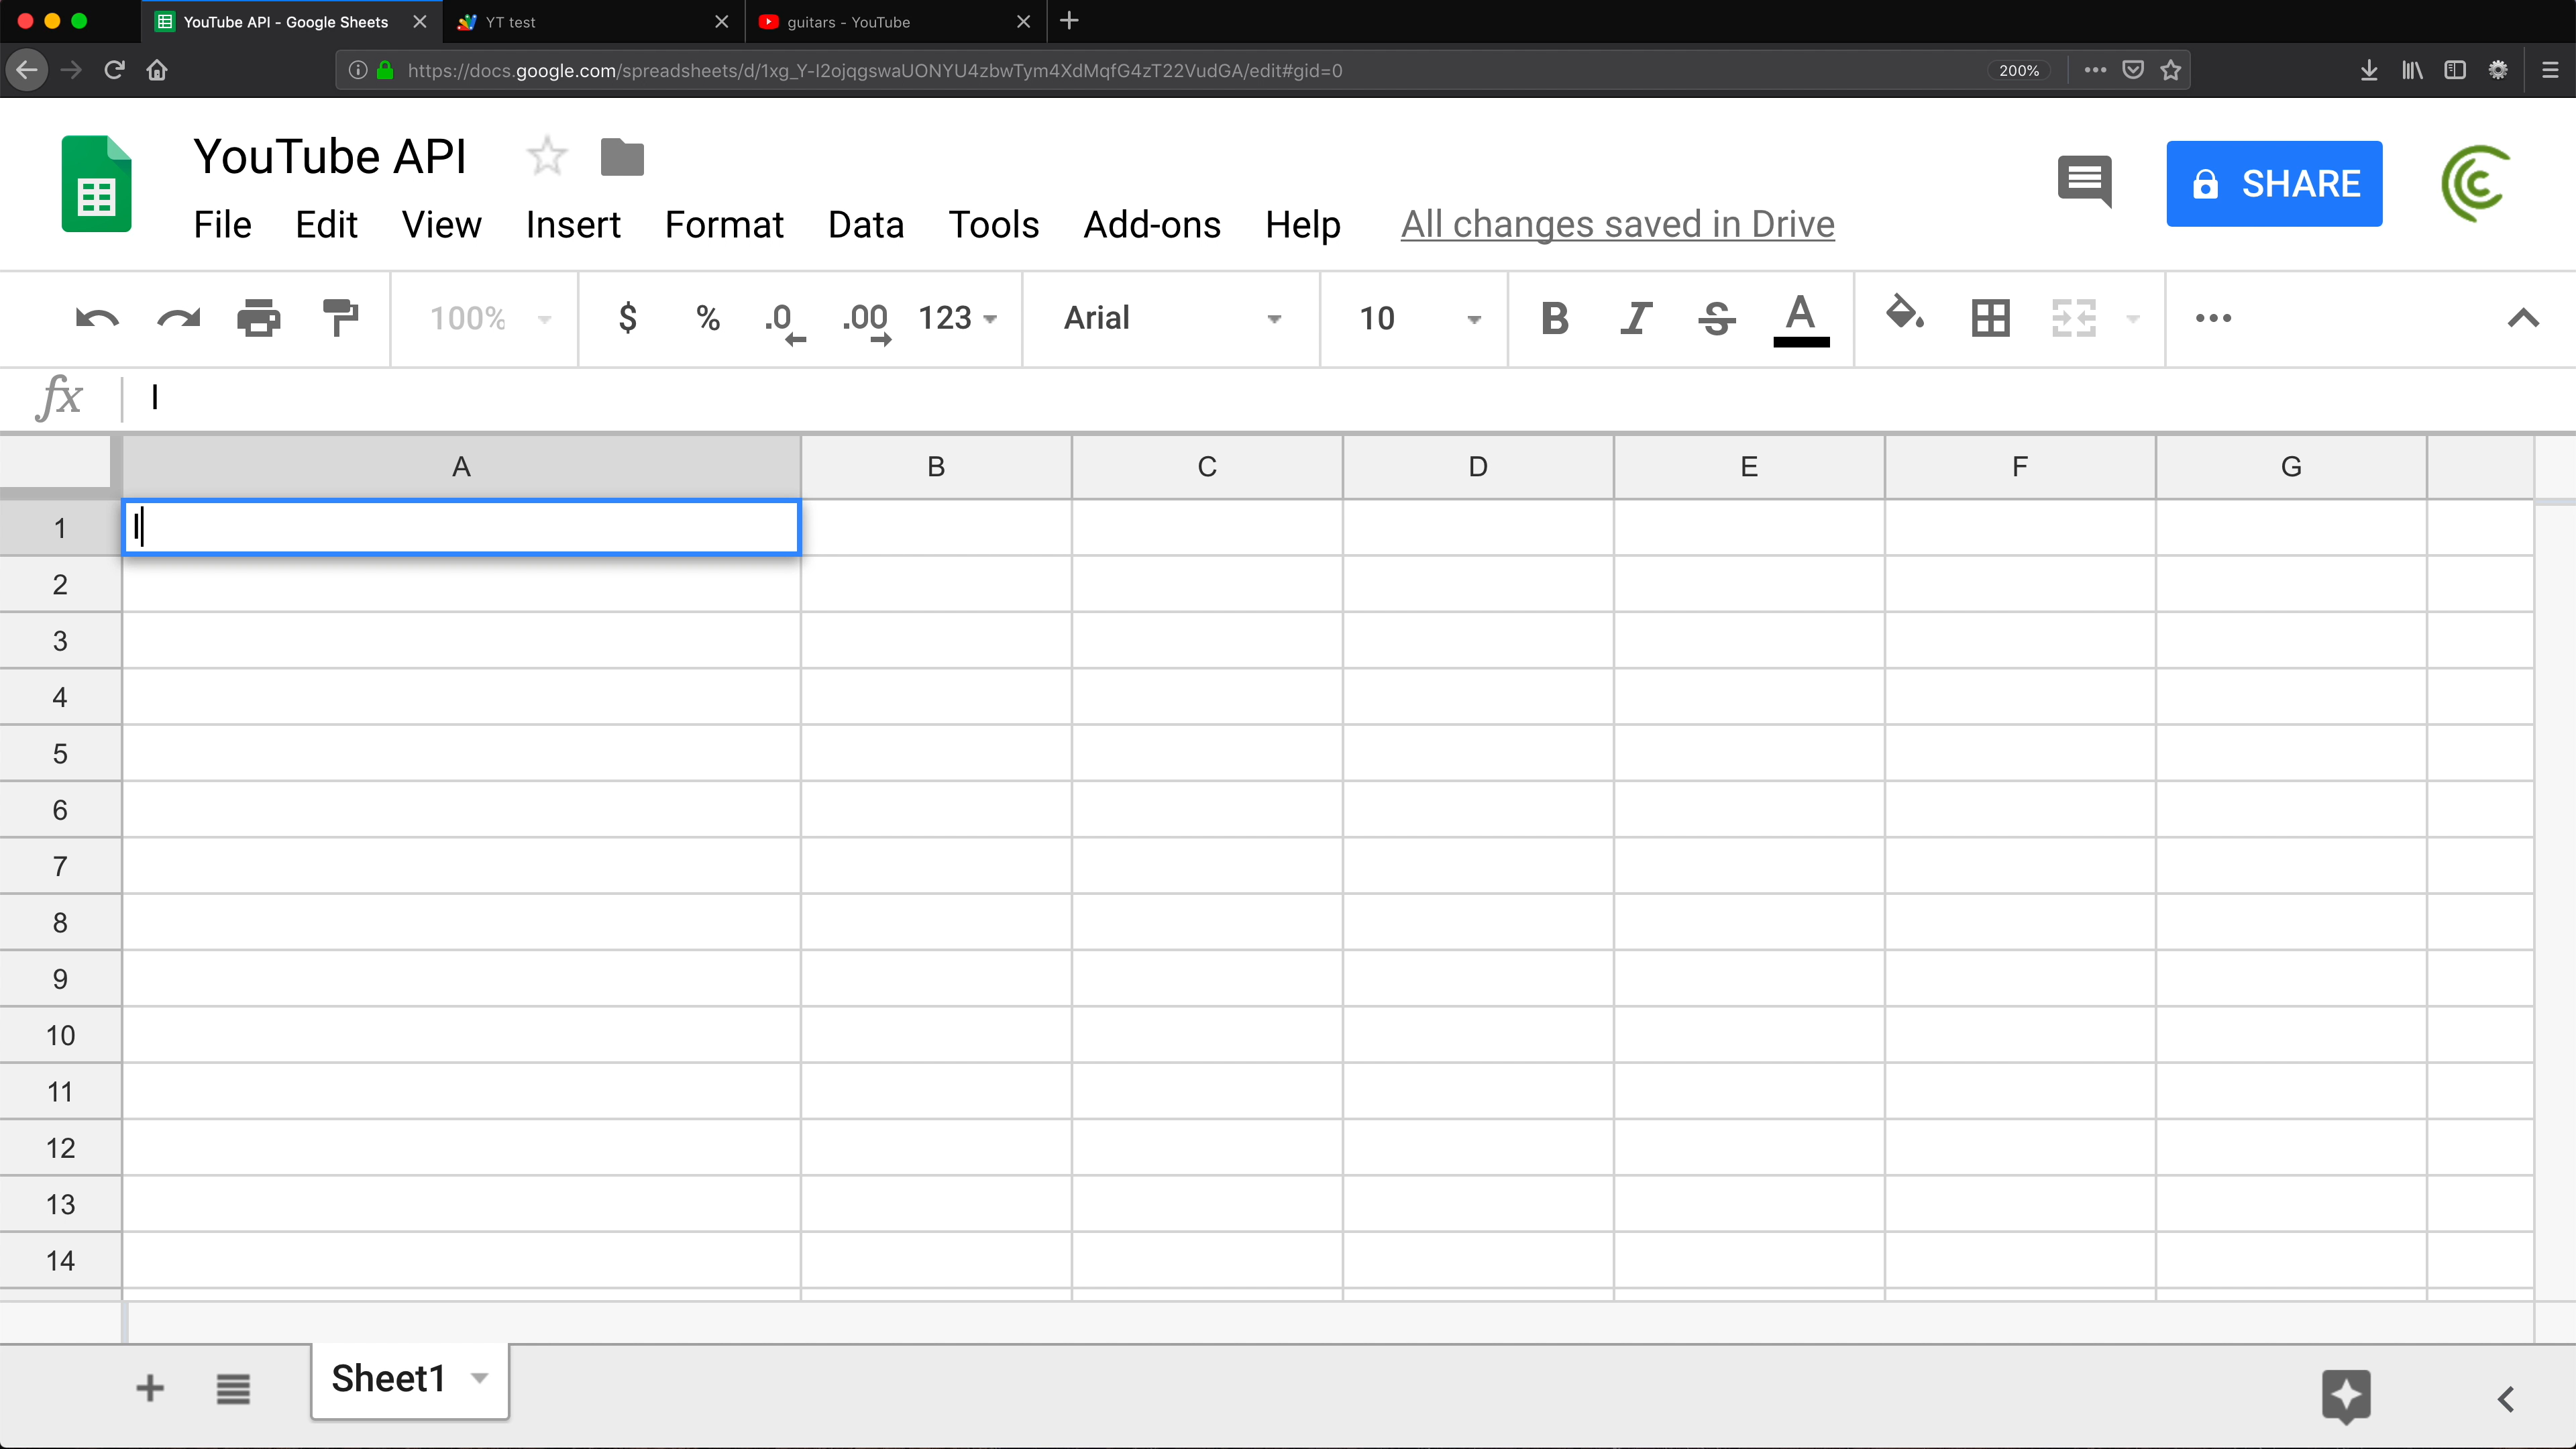 YouTube API - Google Sheets
YT test
guitars - YouTube
https://docs.google.com/spreadsheets/d/1xg_Y-I2ojqgswaUONYU4zbwTym4XdMqfG4zT22VudGA/edit#gid=0
200%
YouTube API
File Edit View Insert Format Data Tools Add-ons Help All changes saved in Drive
SHARE
100% $ % .0 .00 123 Arial 10 B I S A
fx I
A B C D E F G
1 I
2
3
4
5
6
7
8
9
10
11
12
13
14
Sheet1